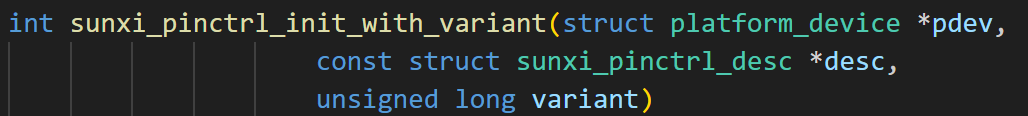 int sunxi_pinctrl_init_with_variant(struct platform_device *pdev,
const struct sunxi_pinctrl_desc *desc,
unsigned long variant)